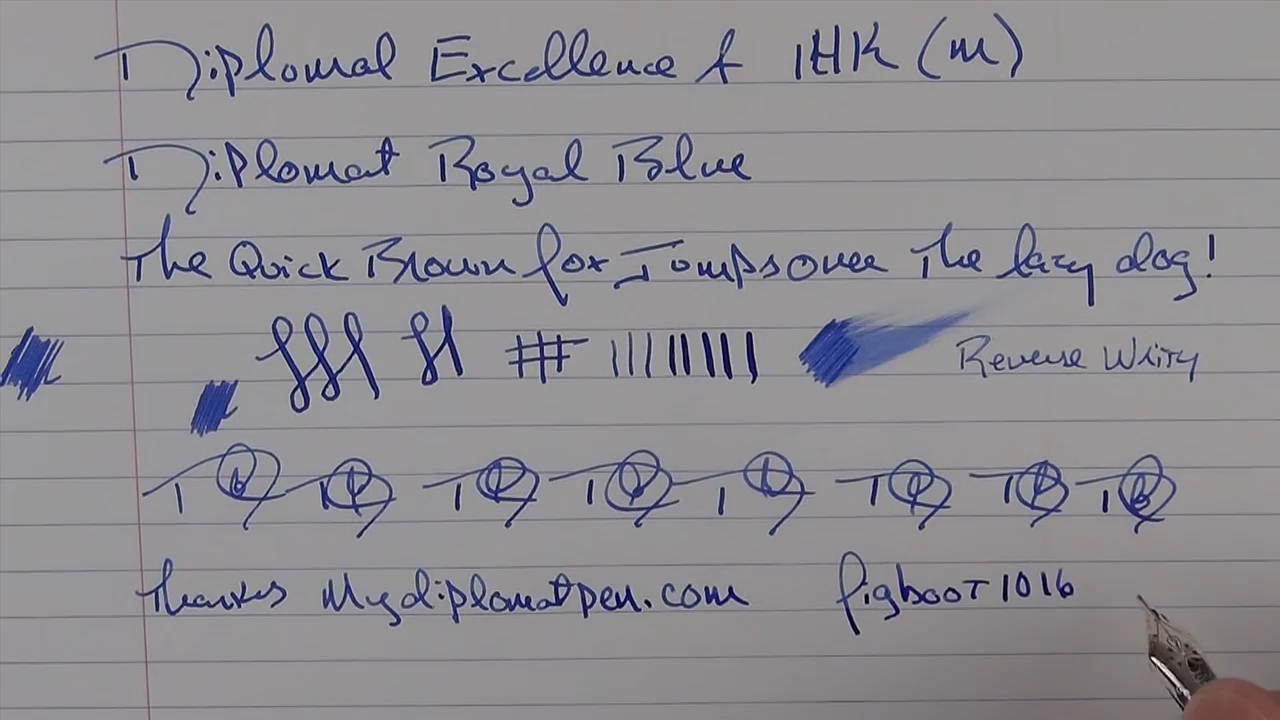 Diplomat Excellence A 14K (M)
Diplomat Royal Blue
The Quick Brown fox Jumps over The lazy dog!
Reverse Writing
Thanks Mydiplomatpen.com figboot1016